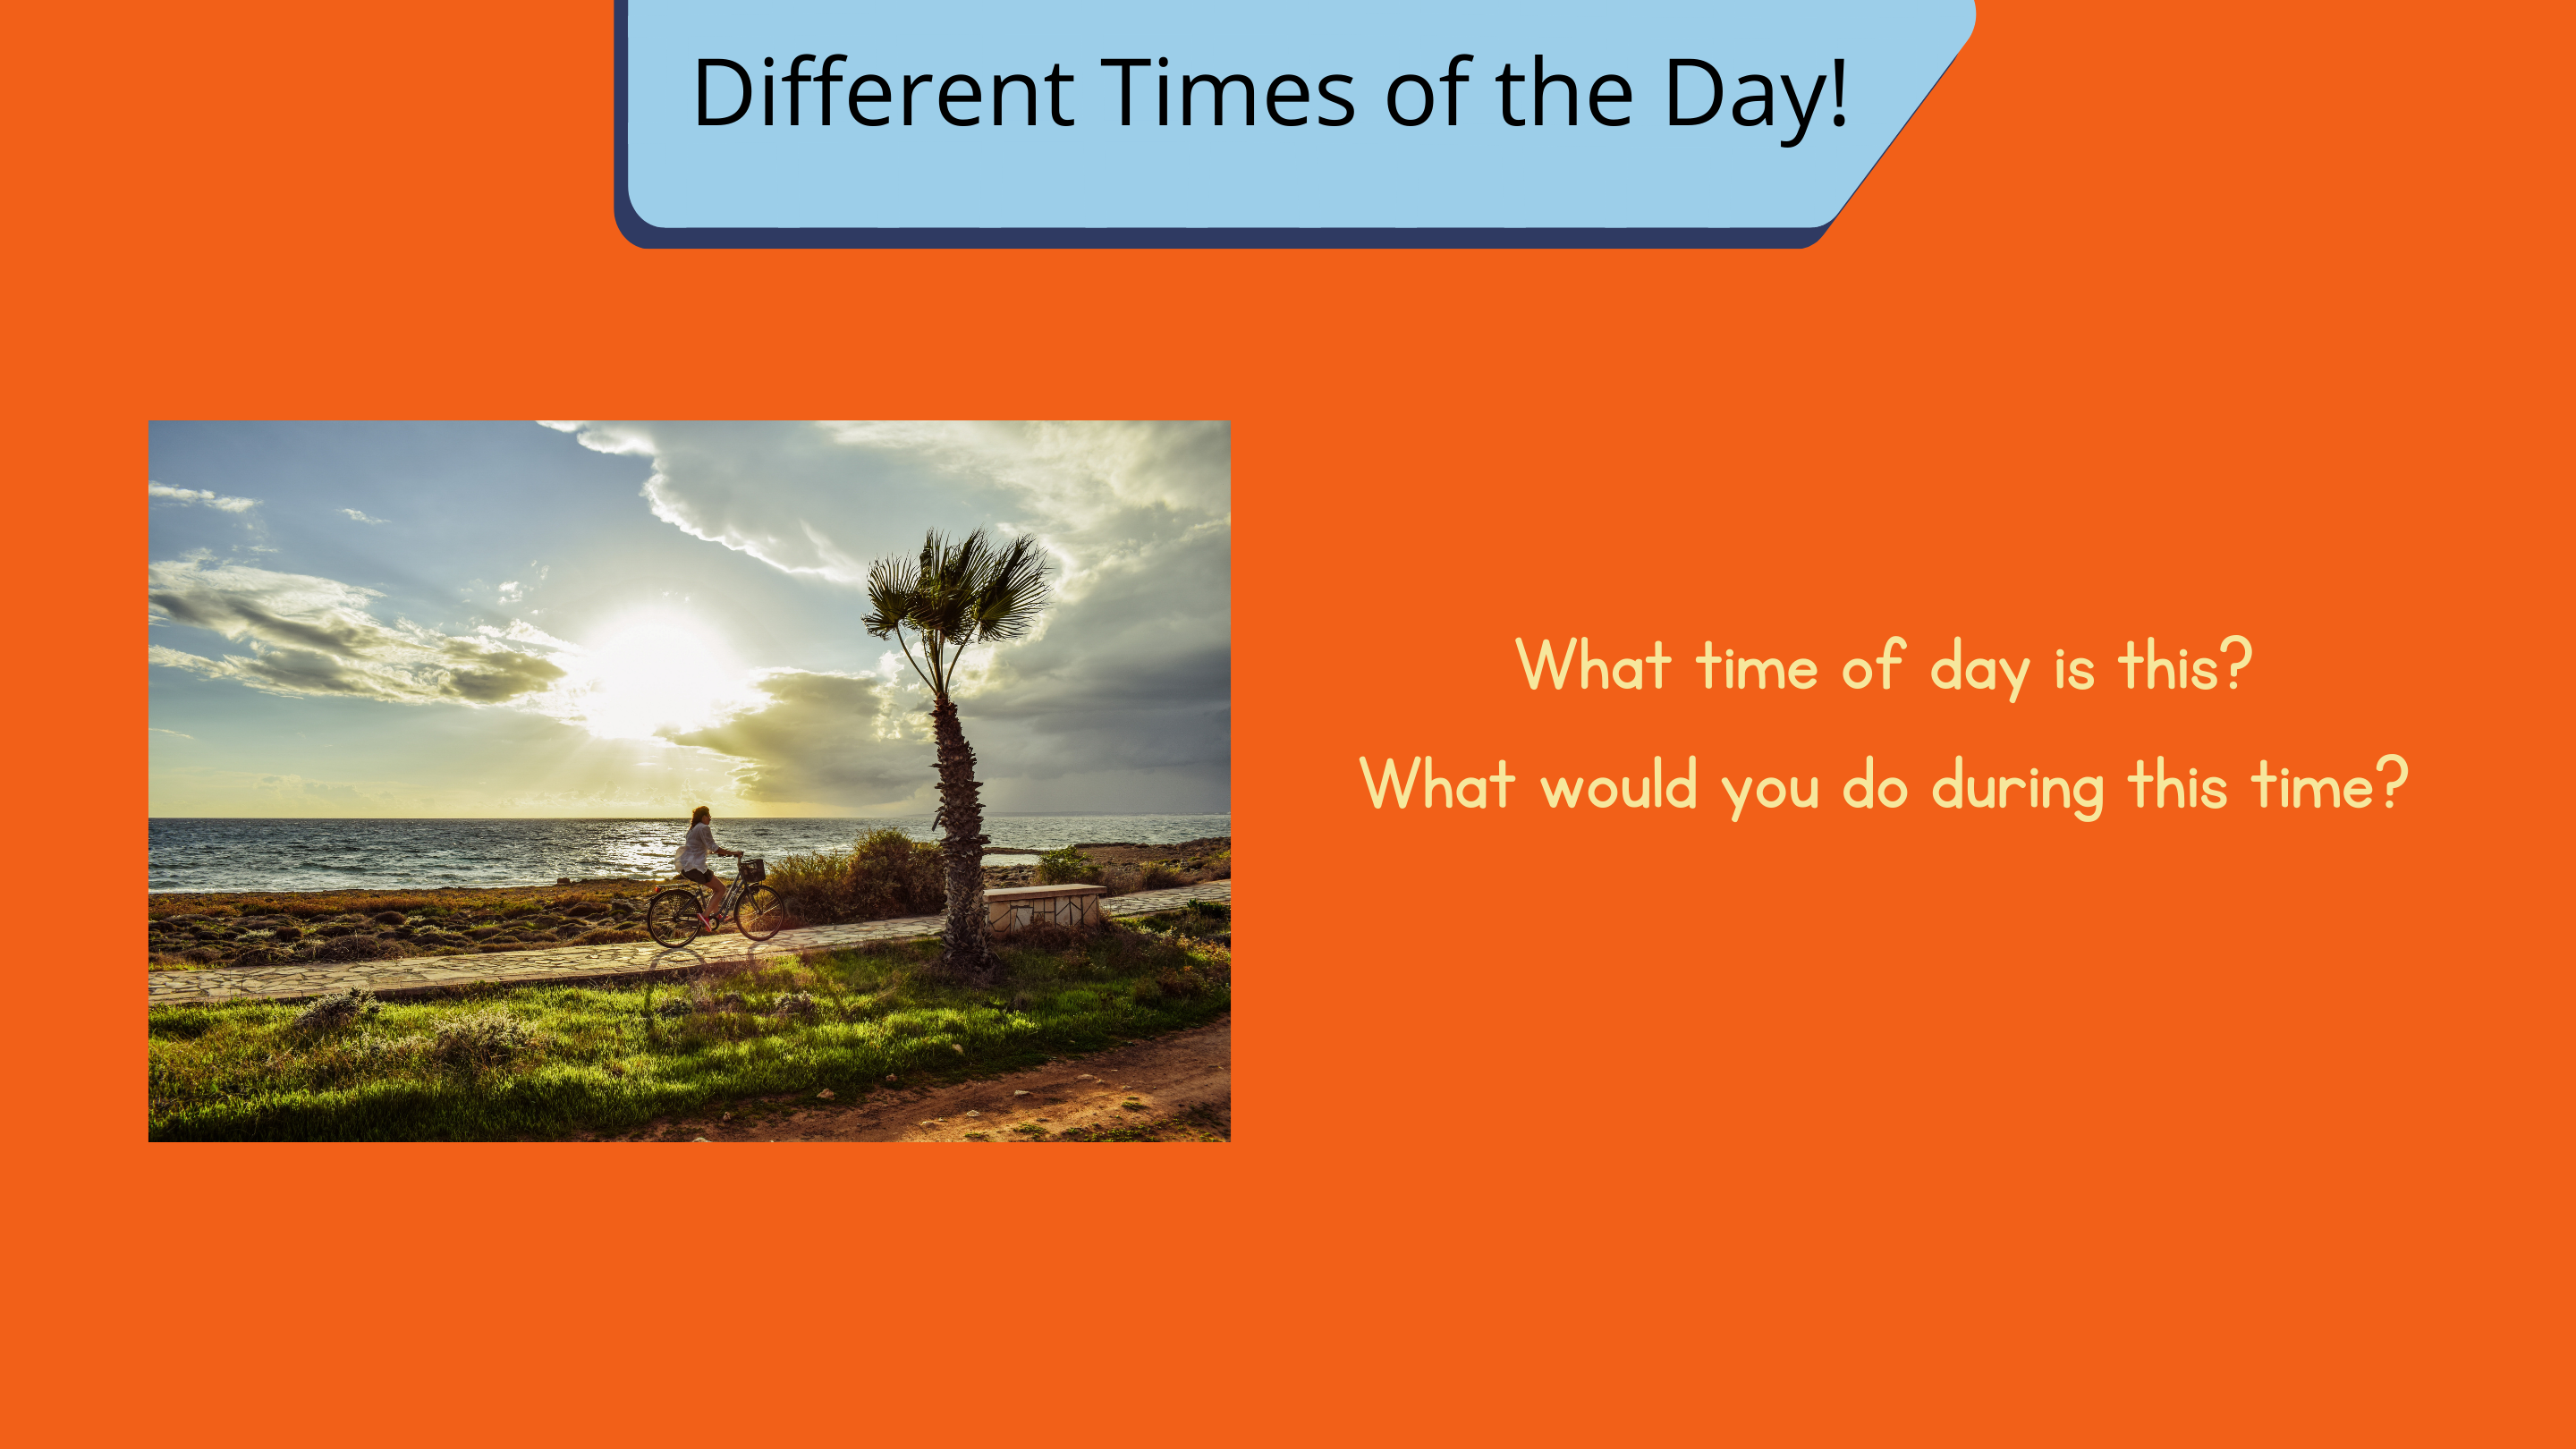 Different Times of the Day!
What time of day is this?
What would you do during this time?